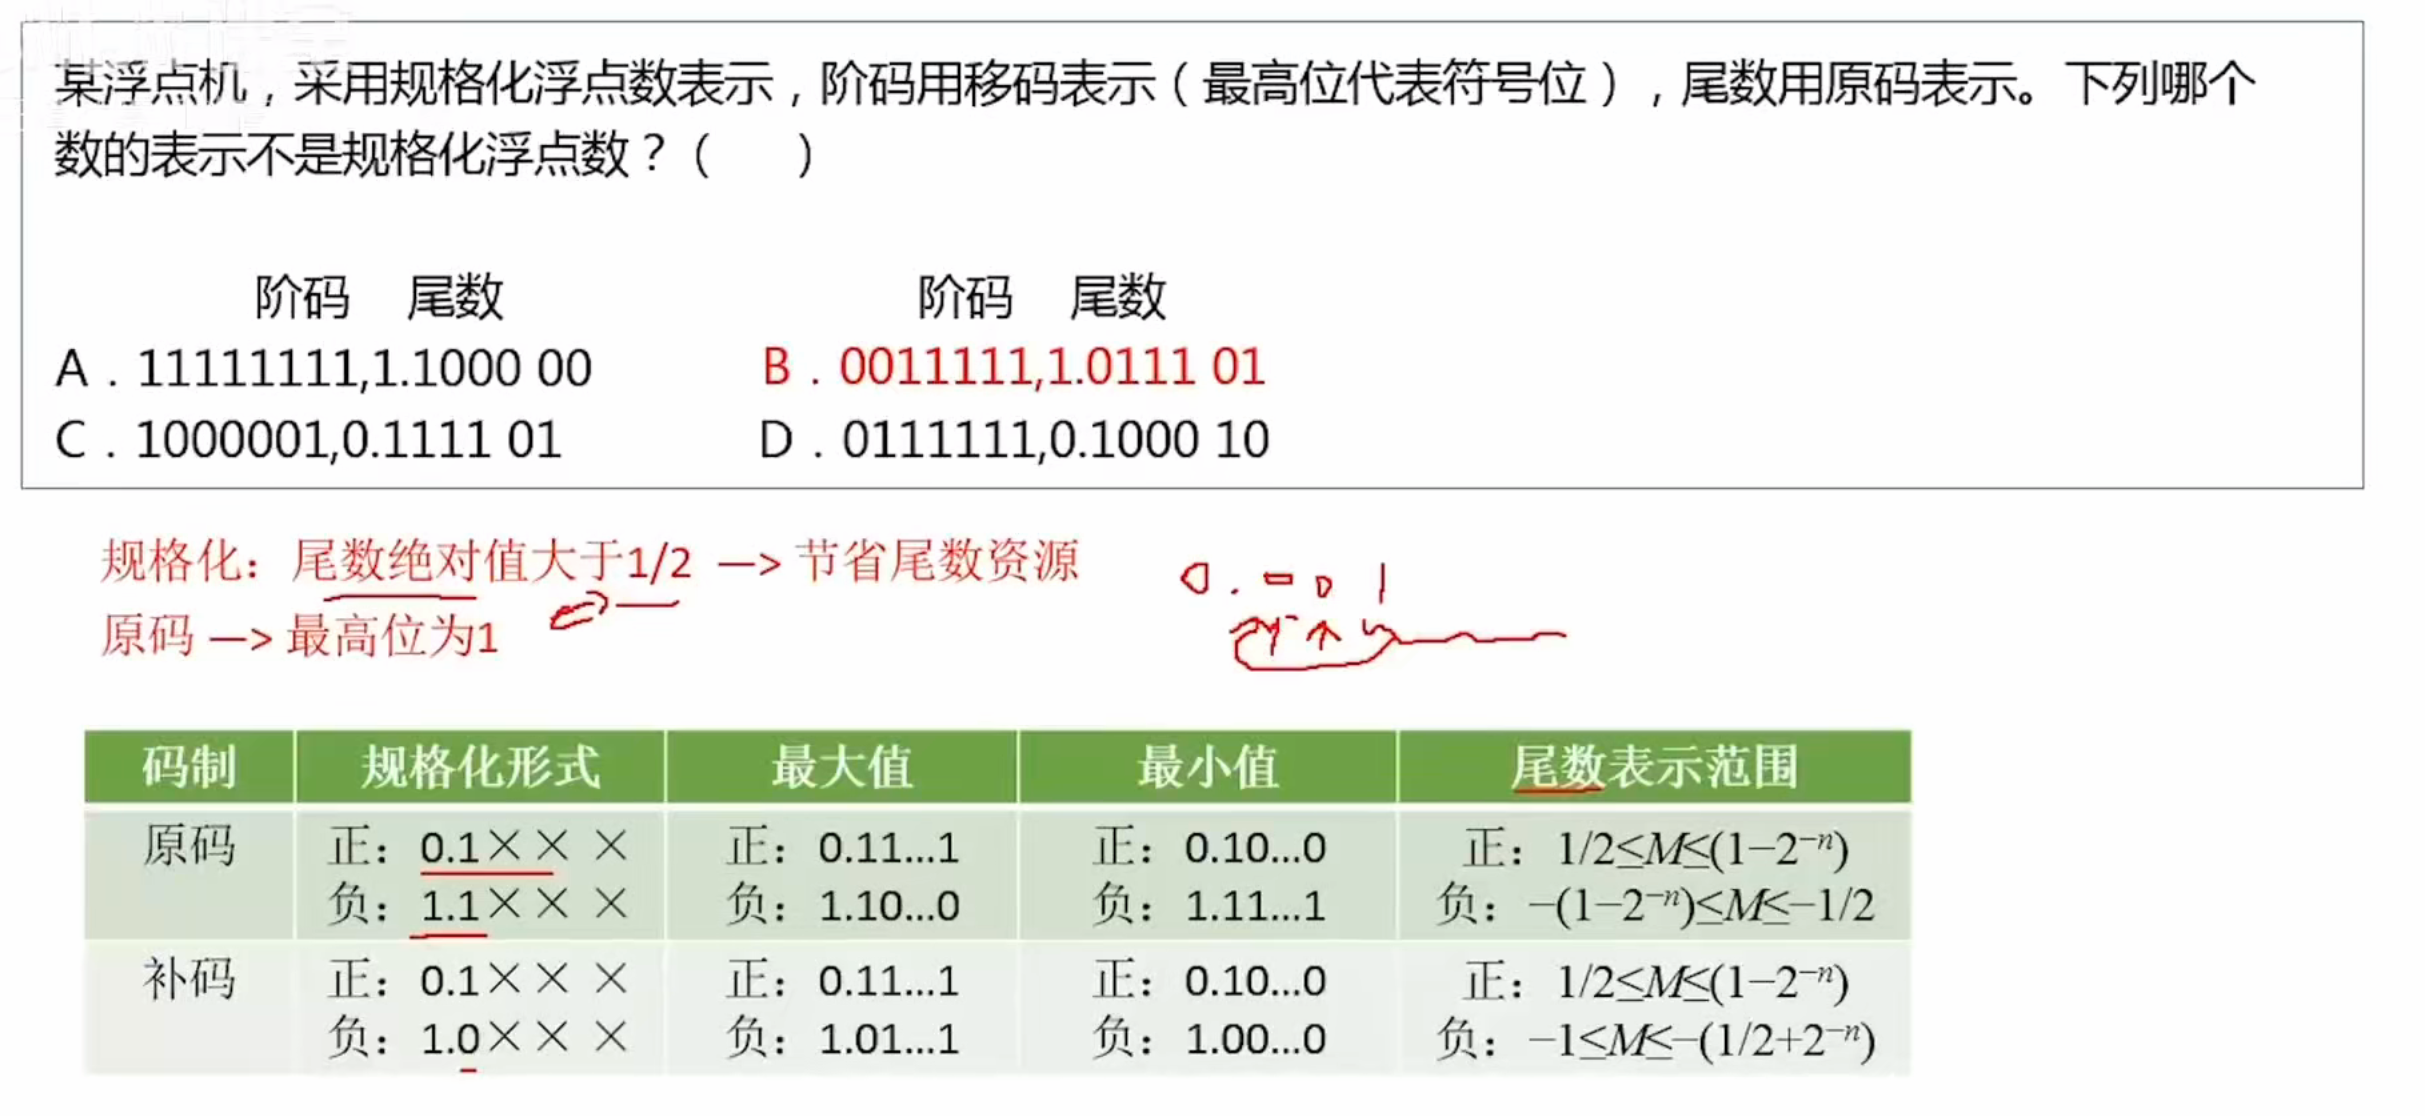 某浮点机，采用规格化浮点数表示，阶码用移码表示（最高位代表符号位），尾数用原码表示。下列哪个
数的表示不是规格化浮点数？（　　）
阶码　尾数　阶码　尾数
A．11111111,1.1000 00　B．0011111,1.0111 01
C．1000001,0.1111 01　D．0111111,0.1000 10
规格化：尾数绝对值大于1/2 —> 节省尾数资源
0.001
原码 —> 最高位为1
码制　规格化形式　最大值　最小值　尾数表示范围
原码　正：0.1×× ×　正：0.11...1　正：0.10...0　正：1/2≤M≤(1−2⁻ⁿ)
负：1.1×× ×　负：1.10...0　负：1.11...1　负：−(1−2⁻ⁿ)≤M≤−1/2
补码　正：0.1×× ×　正：0.11...1　正：0.10...0　正：1/2≤M≤(1−2⁻ⁿ)
负：1.0×× ×　负：1.01...1　负：1.00...0　负：−1≤M≤−(1/2+2⁻ⁿ)